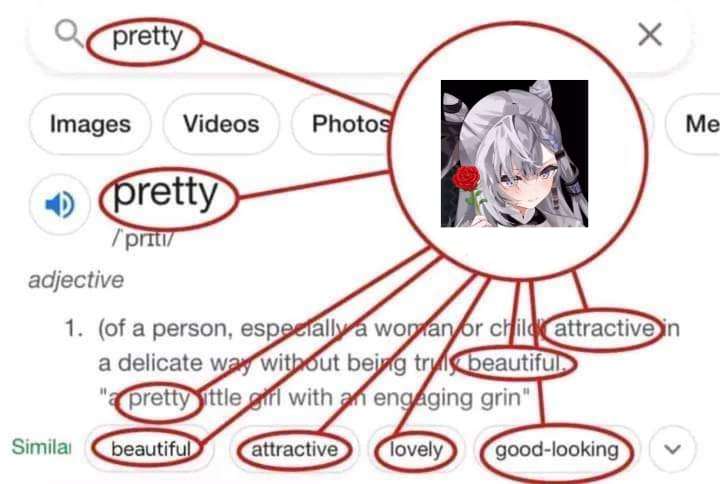 pretty
Images Videos Photos Me
pretty
/ˈprɪti/
adjective
1. (of a person, especially a woman or child) attractive in
a delicate way without being truly beautiful.
"a pretty little girl with an engaging grin"
Similar beautiful attractive lovely good-looking